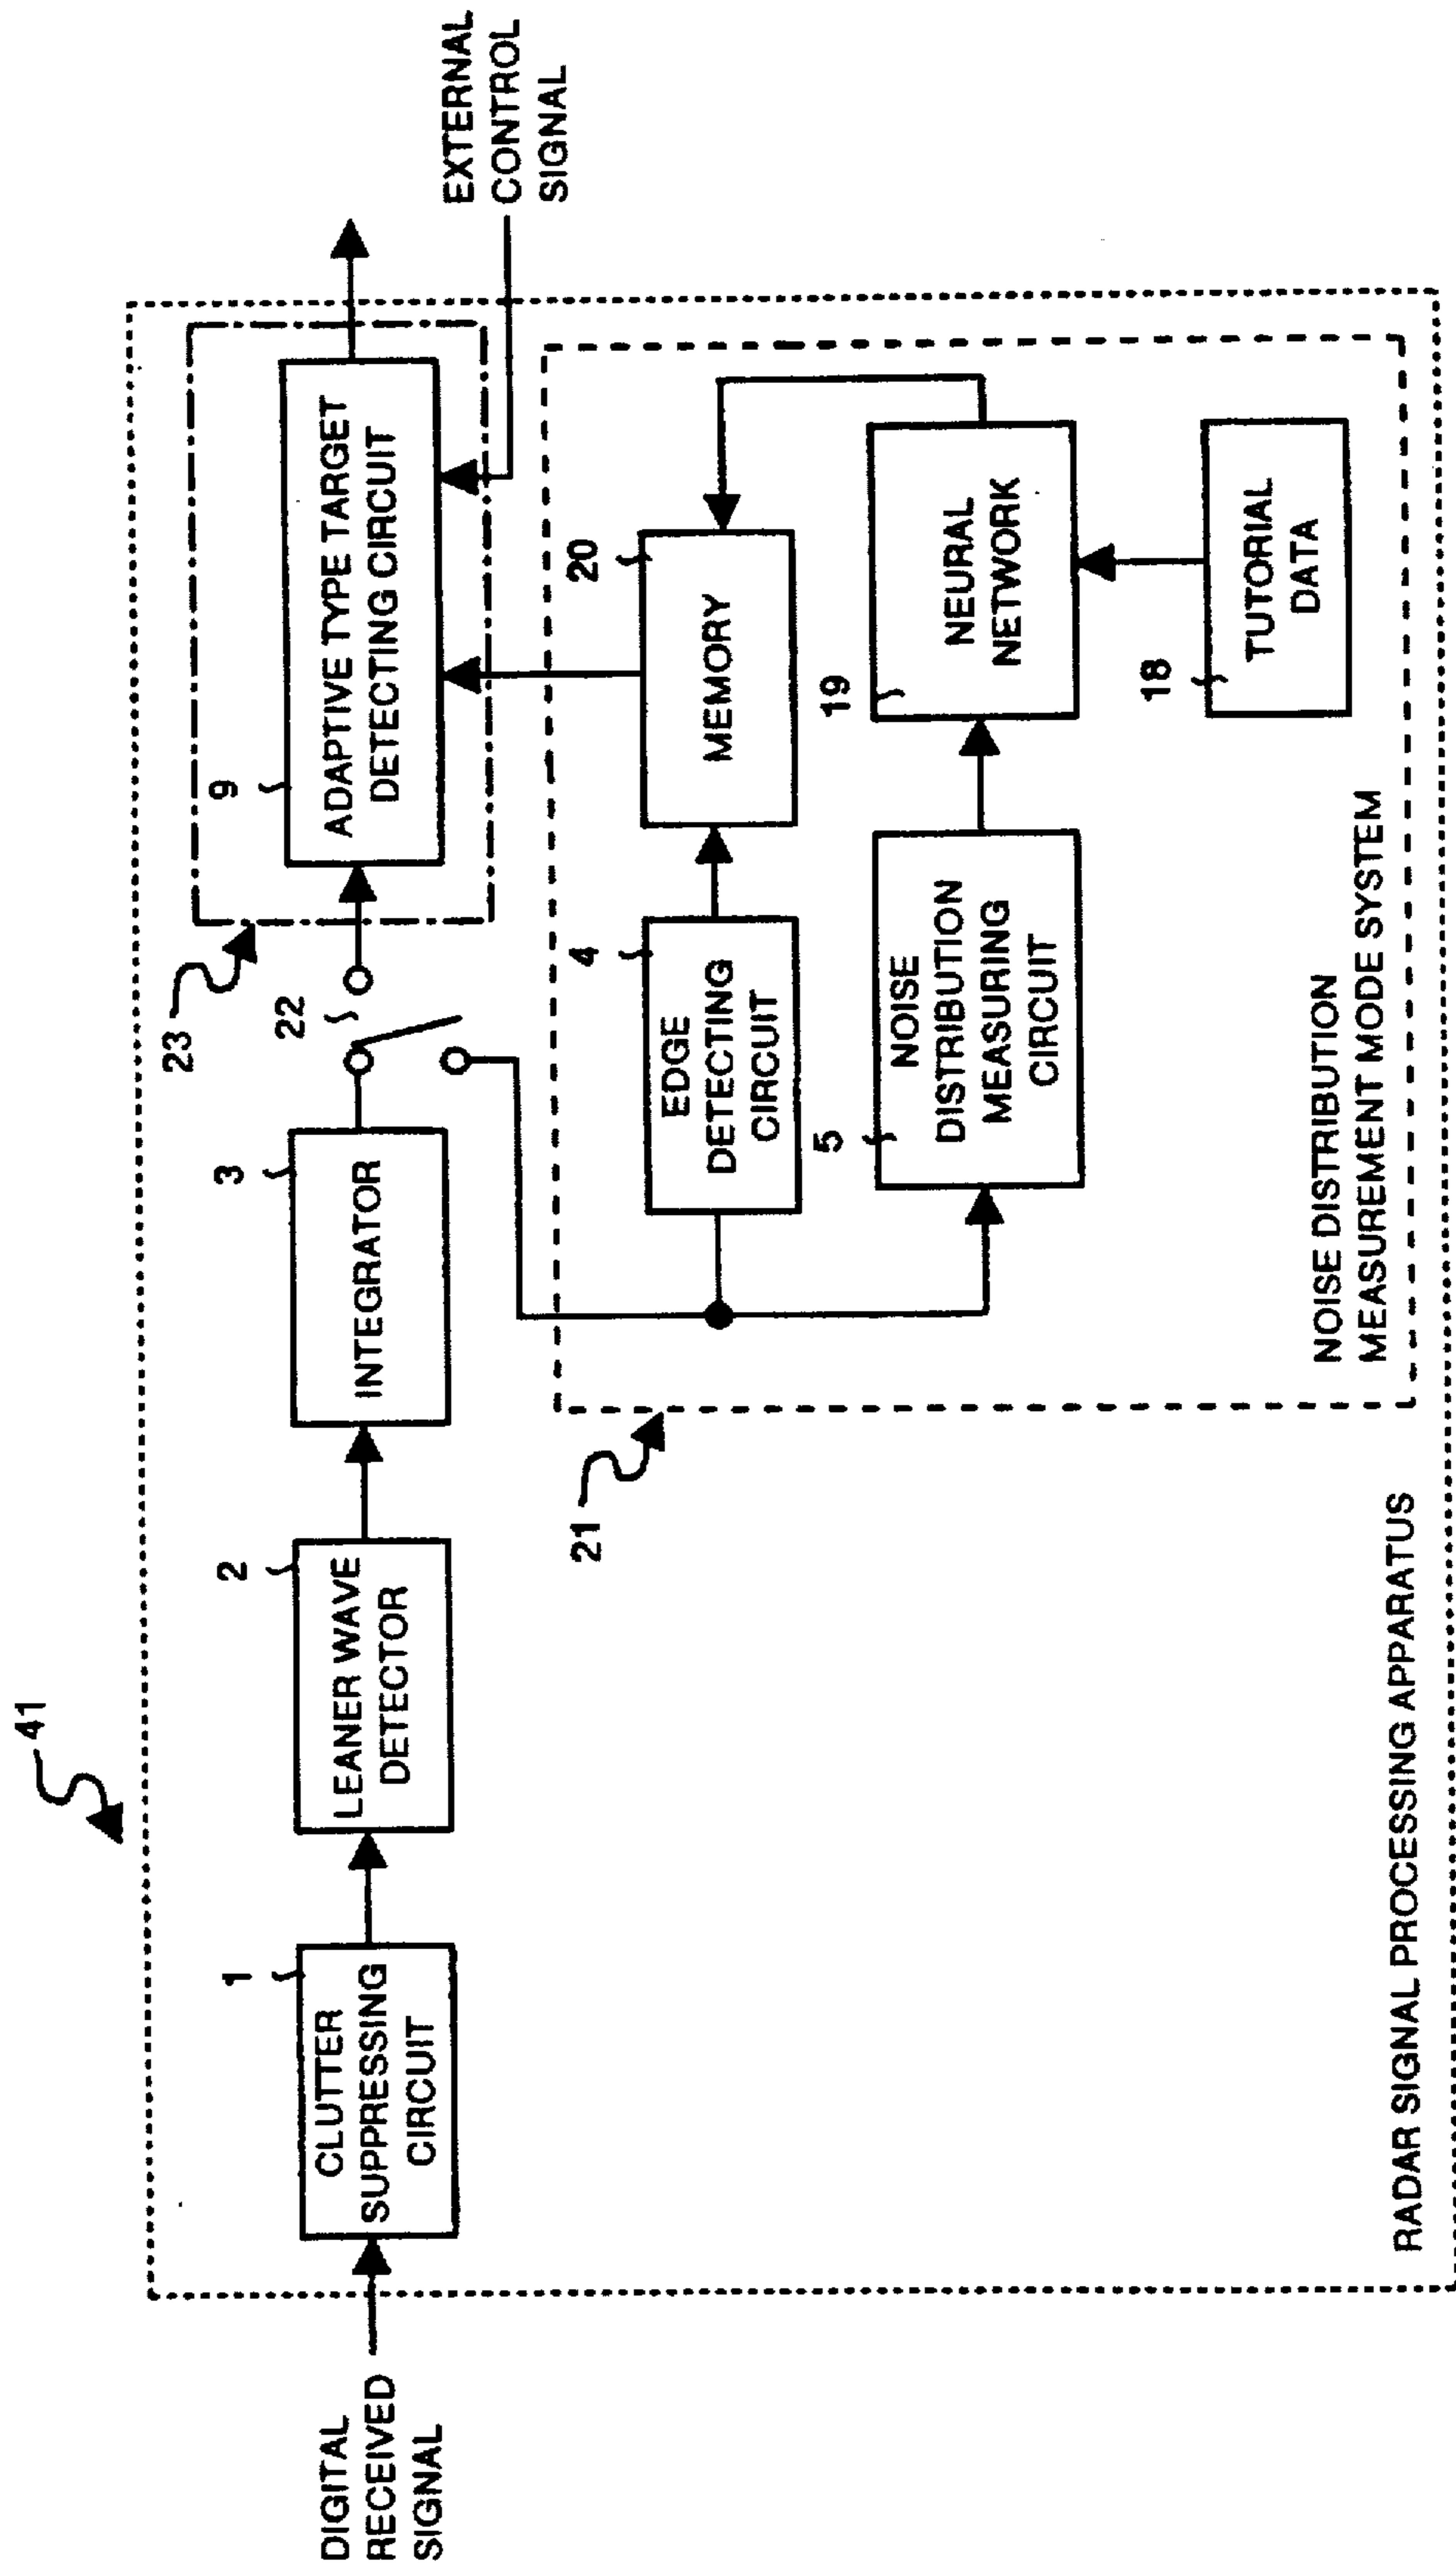 41
DIGITAL
RECEIVED
SIGNAL
1
CLUTTER
SUPPRESSING
CIRCUIT
2
LEANER WAVE
DETECTOR
3
INTEGRATOR
22
23
9
ADAPTIVE TYPE TARGET
DETECTING CIRCUIT
EXTERNAL
CONTROL
SIGNAL
21
4
EDGE
DETECTING
CIRCUIT
20
MEMORY
5
NOISE
DISTRIBUTION
MEASURING
CIRCUIT
19
NEURAL
NETWORK
18
TUTORIAL
DATA
NOISE DISTRIBUTION
MEASUREMENT MODE SYSTEM
RADAR SIGNAL PROCESSING APPARATUS